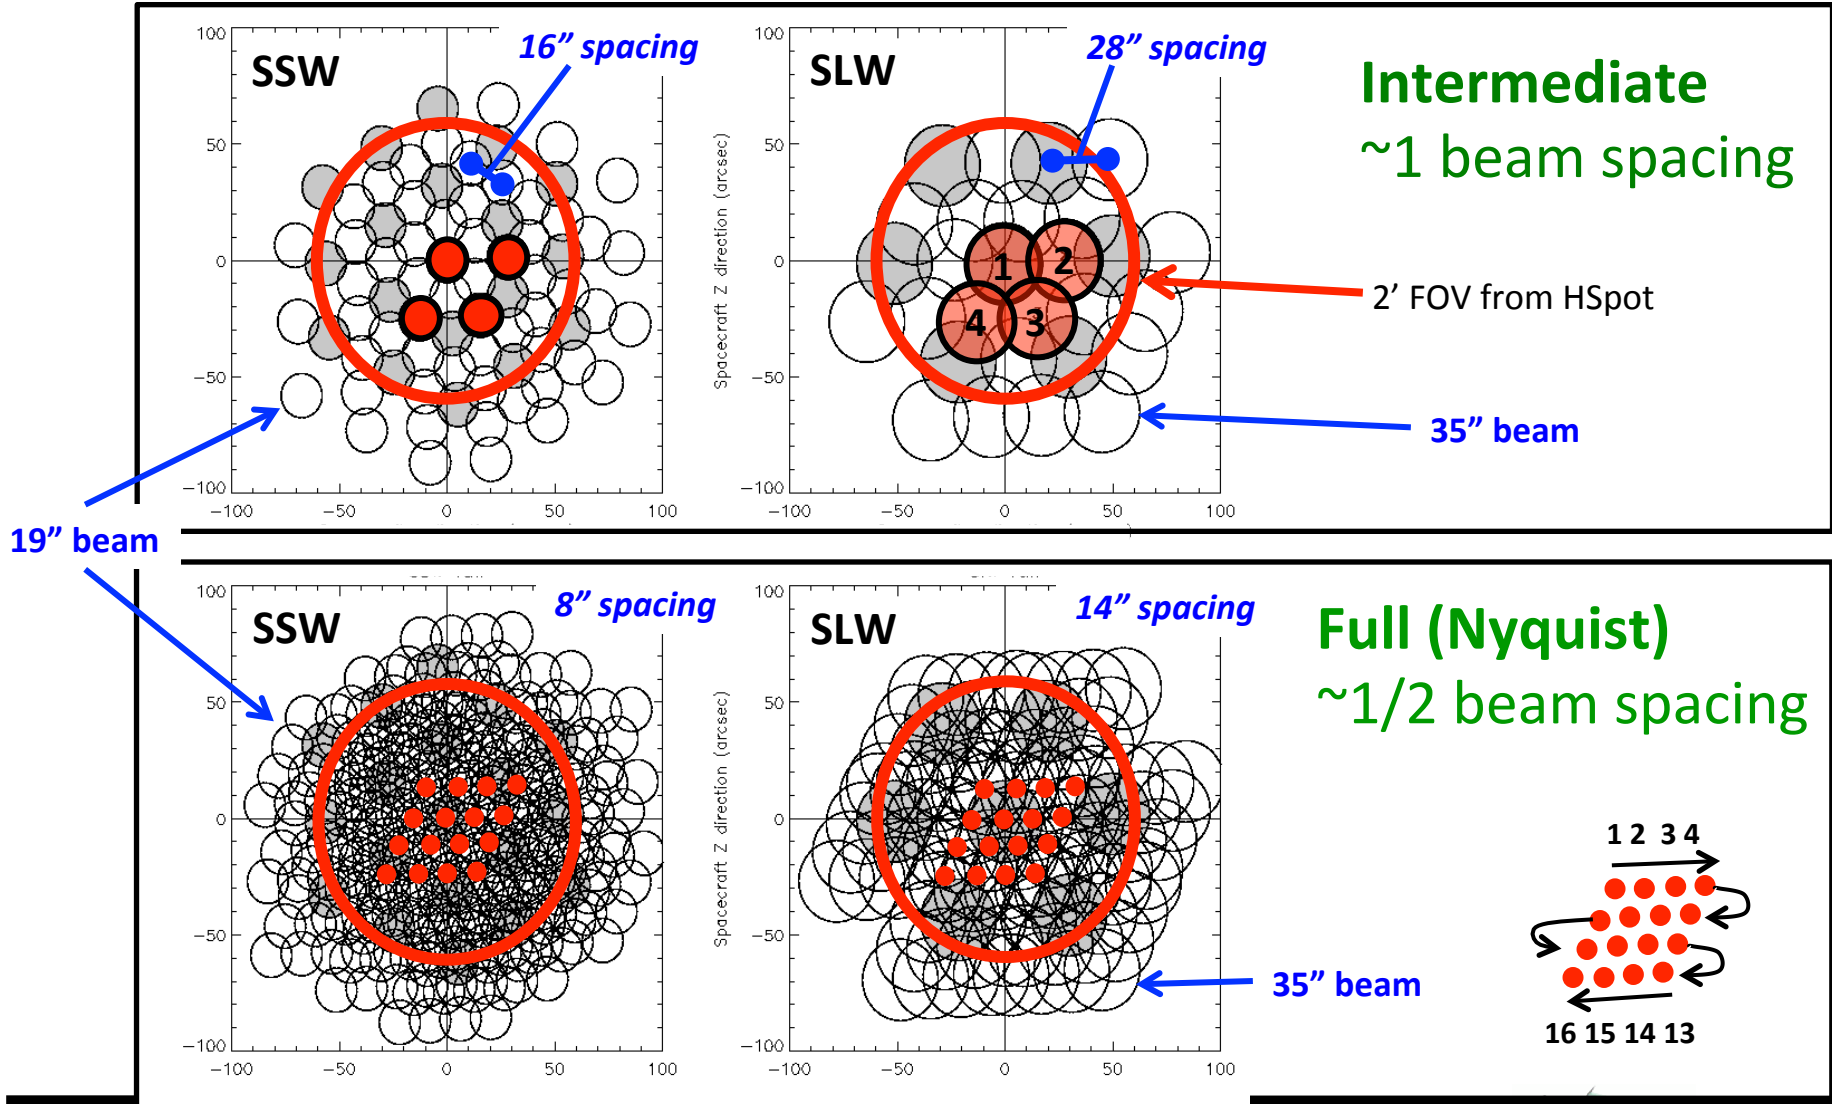 SSW
16” spacing
100
50
0
−50
−100
−100
−50
0
50
100
SLW
28” spacing
Spacecraft Z direction (arcsec)
100
50
0
−50
−100
1
2
4
3
−100
−50
0
50
100
Intermediate
~1 beam spacing
2’ FOV from HSpot
35” beam
19” beam
SSW
8” spacing
100
50
0
−50
−100
−100
−50
0
50
100
SLW
14” spacing
Spacecraft Z direction (arcsec)
100
50
0
−50
−100
−100
−50
0
50
100
35” beam
Full (Nyquist)
~1/2 beam spacing
1 2 3 4
16 15 14 13